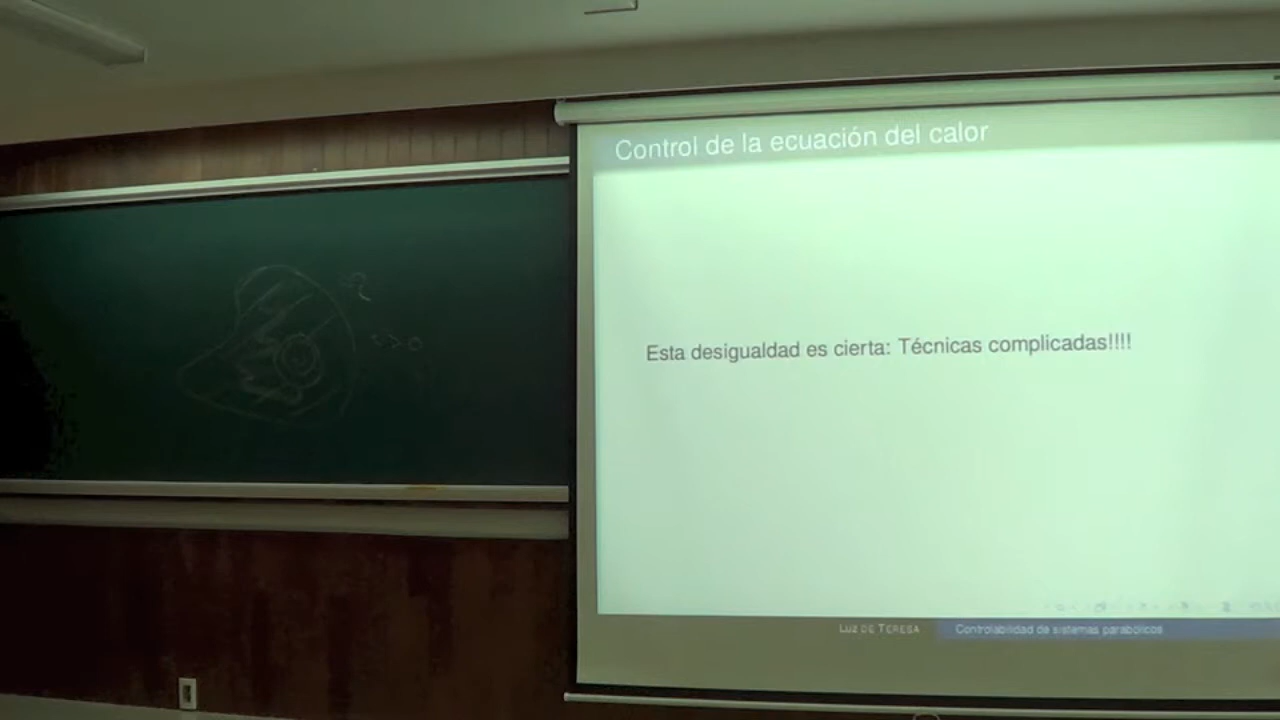 Control de la ecuación del calor
Esta desigualdad es cierta: Técnicas complicadas!!!!
LUZ DE TERESA
Controlabilidad de sistemas parabólicos